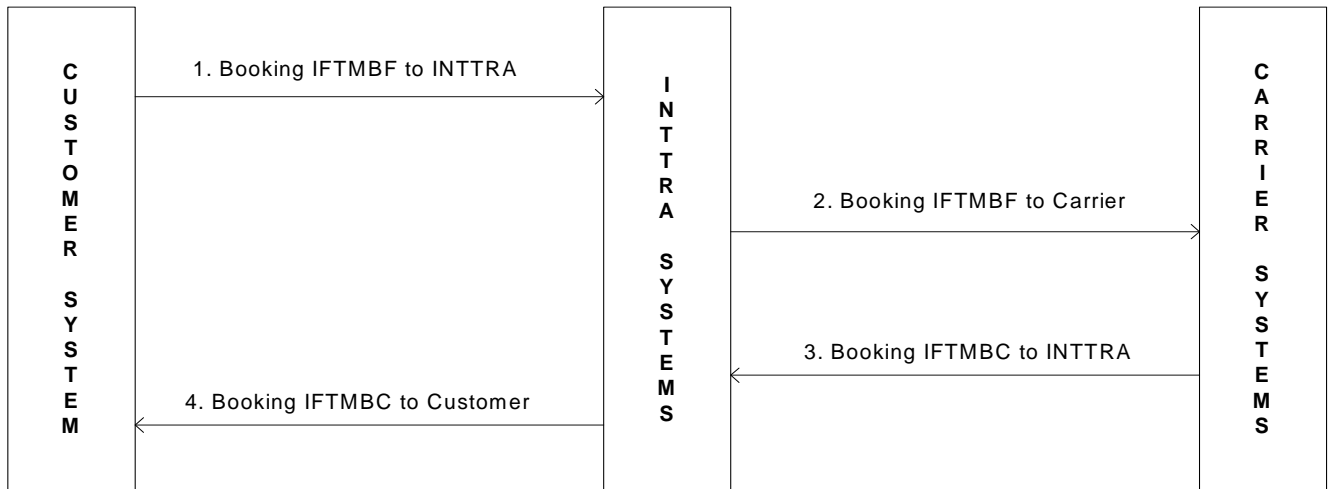 CUSTOMER SYSTEM
1. Booking IFTMBF to INTTRA
INTTRA SYSTEMS
2. Booking IFTMBF to Carrier
CARRIER SYSTEMS
3. Booking IFTMBC to INTTRA
4. Booking IFTMBC to Customer